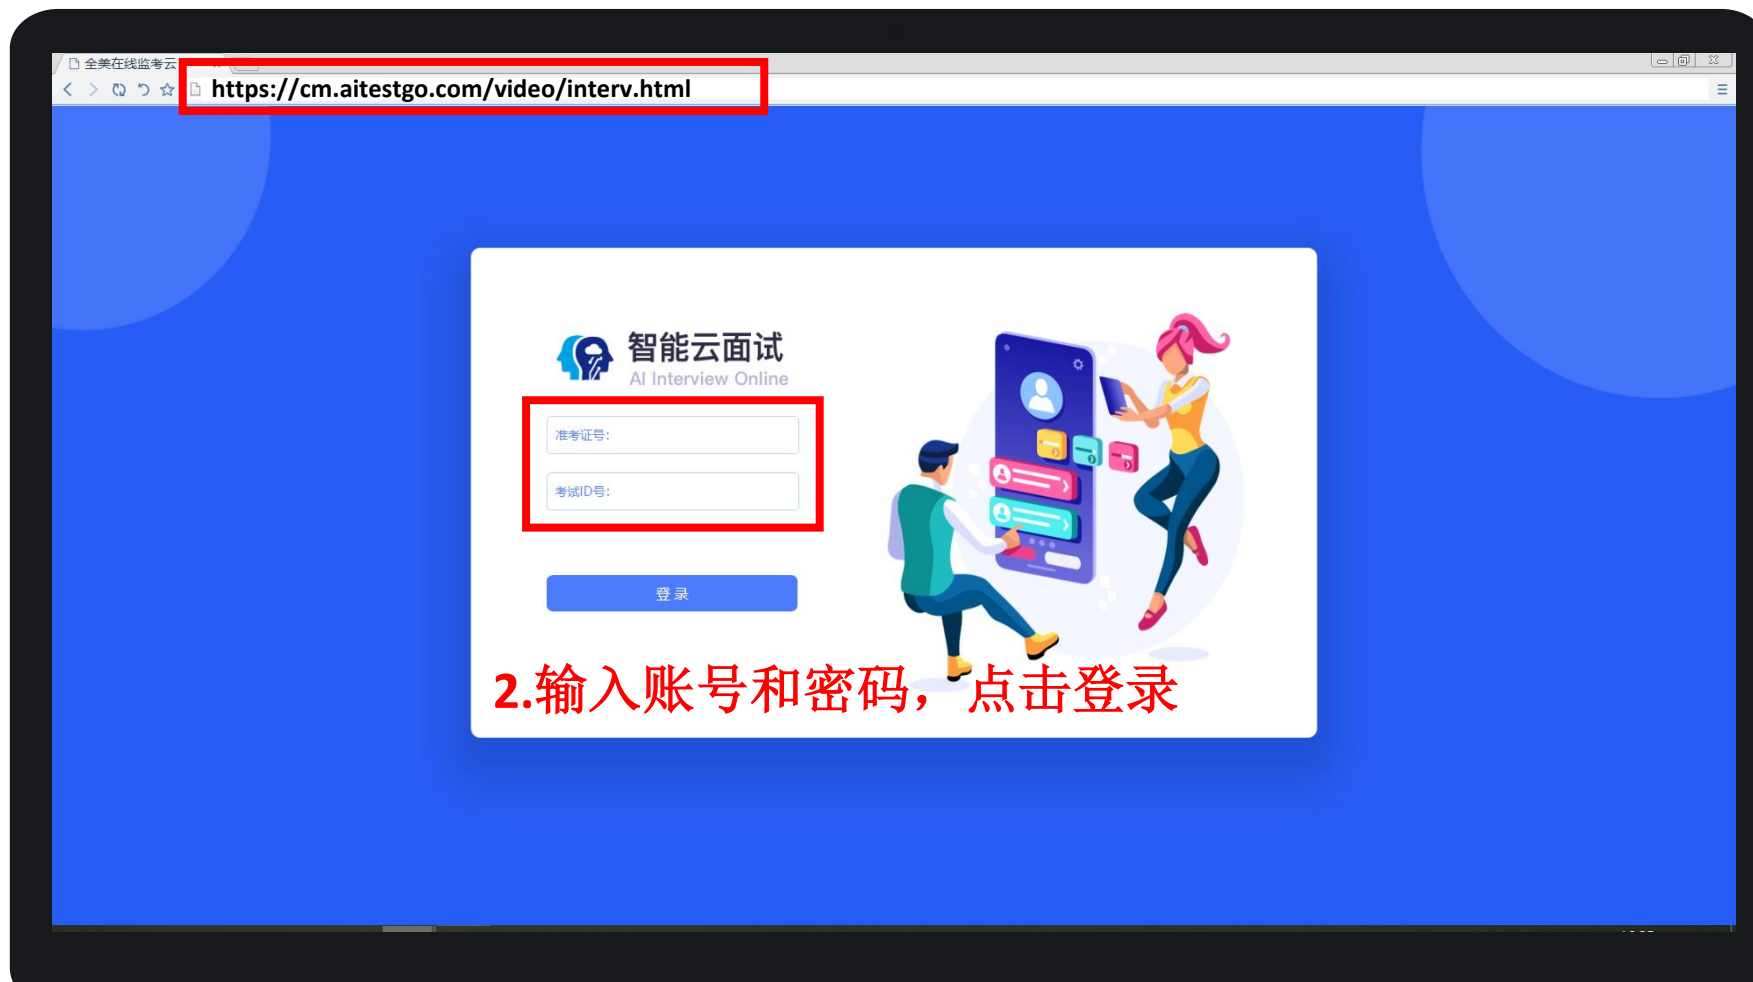 全美在线监考云
https://cm.aitestgo.com/video/interv.html
智能云面试
AI Interview Online
准考证号：
考试ID号：
登录
2.输入账号和密码，点击登录